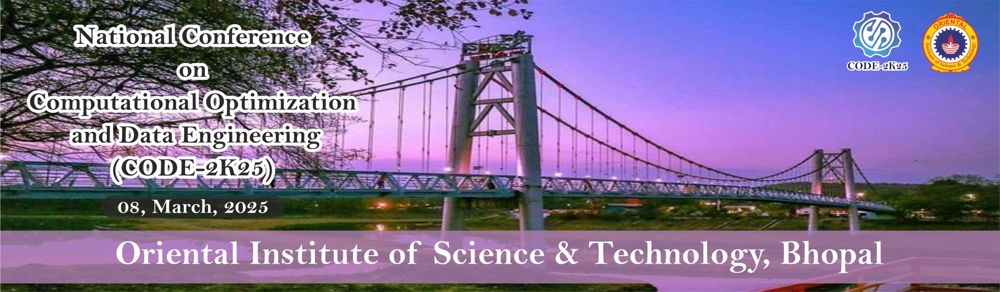 National Conference
on
Computational Optimization
and Data Engineering
(CODE-2K25)
08, March, 2025
Oriental Institute of Science & Technology, Bhopal
CODE-2K25
ORIENTAL
Institute of Science & Technology